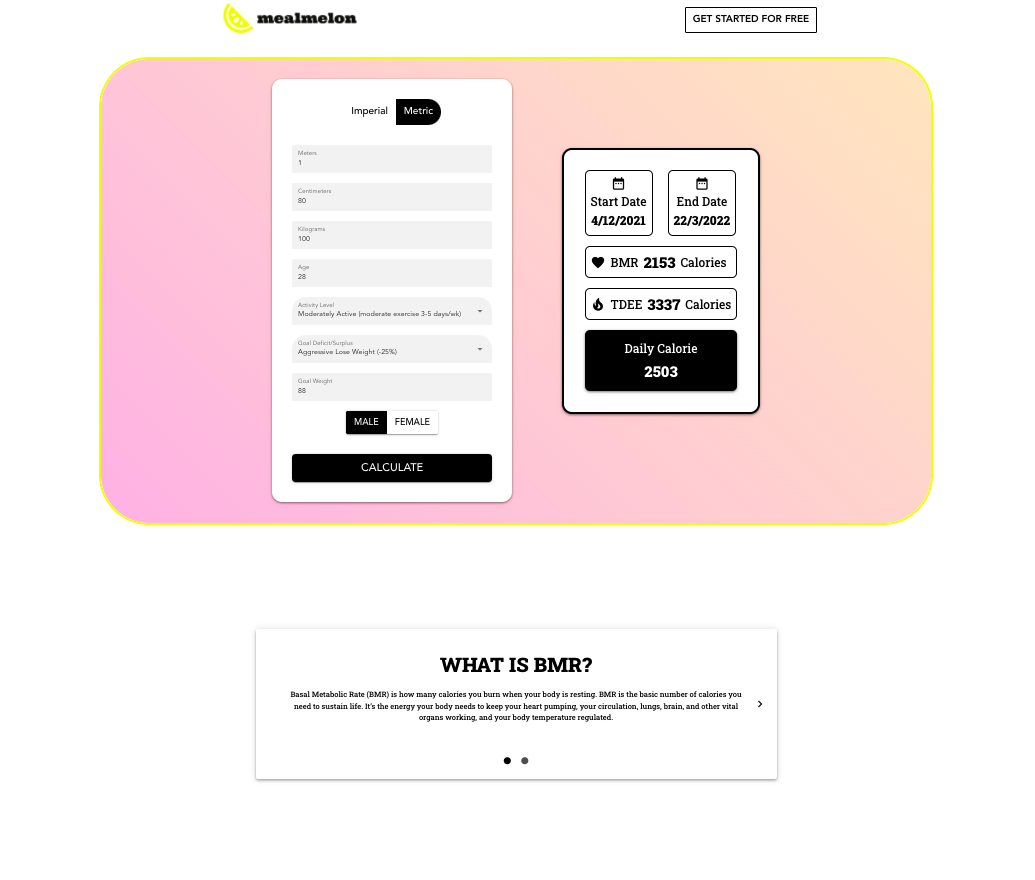 mealmelon
GET STARTED FOR FREE
Imperial
Metric
Meters
1
Centimeters
80
Kilograms
100
Age
28
Activity Level
Moderately Active (moderate exercise 3-5 days/wk)
Goal Deficit/Surplus
Aggressive Lose Weight (-25%)
Goal Weight
88
MALE
FEMALE
CALCULATE
Start Date
4/12/2021
End Date
22/3/2022
BMR 2153 Calories
TDEE 3337 Calories
Daily Calorie
2503
WHAT IS BMR?
Basal Metabolic Rate (BMR) is how many calories you burn when your body is resting. BMR is the basic number of calories you
need to sustain life. It's the energy your body needs to keep your heart pumping, your circulation, lungs, brain, and other vital
organs working, and your body temperature regulated.